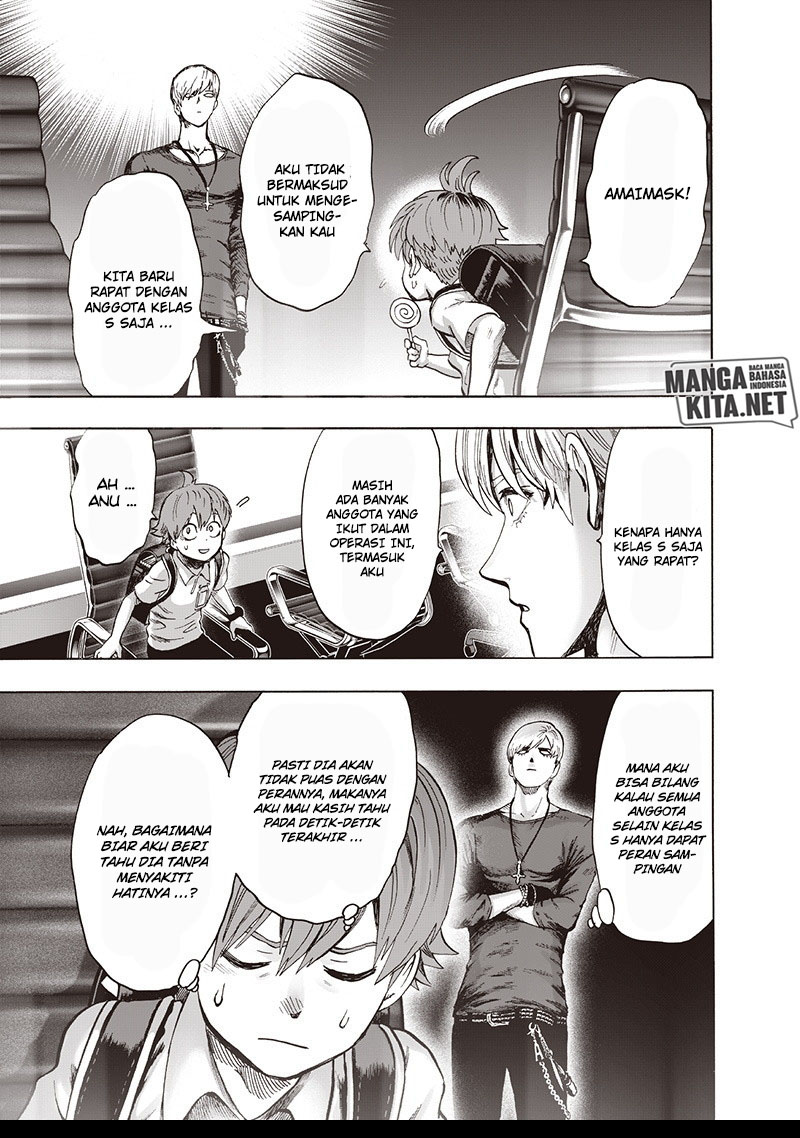 AMAIMASK!
AKU TIDAK
BERMAKSUD
UNTUK MENGE-
SAMPING-
KAN KAU
KITA BARU
RAPAT DENGAN
ANGGOTA KELAS
S SAJA ...
MANGA
KITA.NET
BACA MANGA
BAHASA
INDONESIA
KENAPA HANYA
KELAS S SAJA
YANG RAPAT?
MASIH
ADA BANYAK
ANGGOTA YANG
IKUT DALAM
OPERASI INI,
TERMASUK
AKU
AH ...
ANU ...
MANA AKU
BISA BILANG
KALAU SEMUA
ANGGOTA
SELAIN KELAS
S HANYA DAPAT
PERAN SAM-
PINGAN
PASTI DIA AKAN
TIDAK PUAS DENGAN
PERANNYA, MAKANYA
AKU MAU KASIH TAHU
PADA DETIK-DETIK
TERAKHIR ...
NAH, BAGAIMANA
BIAR AKU BERI
TAHU DIA TANPA
MENYAKITI
HATINYA ...?